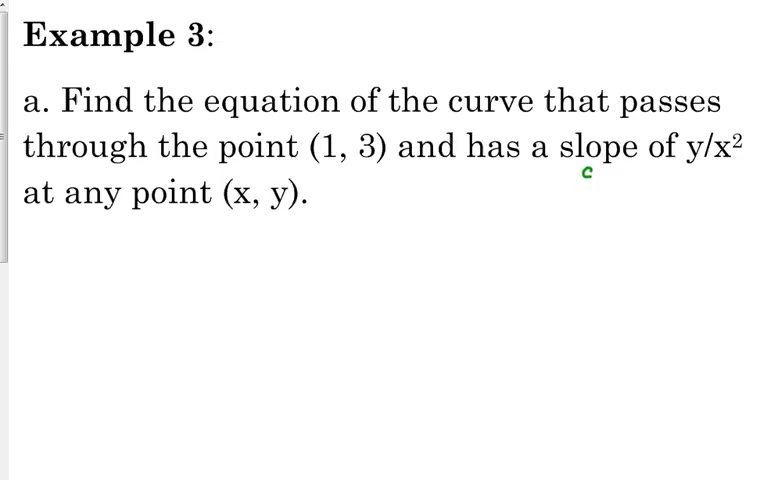 Example 3:
a. Find the equation of the curve that passes
through the point (1, 3) and has a slope of y/x²
at any point (x, y).